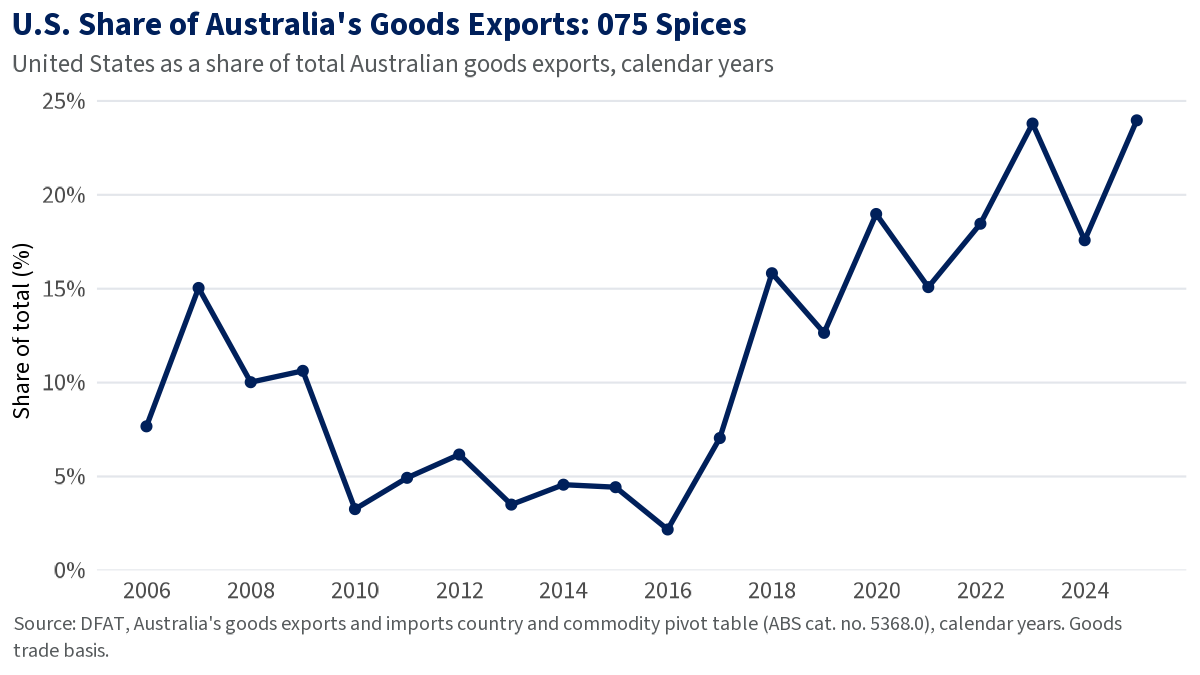 U.S. Share of Australia's Goods Exports: 075 Spices
United States as a share of total Australian goods exports, calendar years
25%
20%
15%
10%
5%
0%
Share of total (%)
2006 2008 2010 2012 2014 2016 2018 2020 2022 2024
Source: DFAT, Australia's goods exports and imports country and commodity pivot table (ABS cat. no. 5368.0), calendar years. Goods
trade basis.